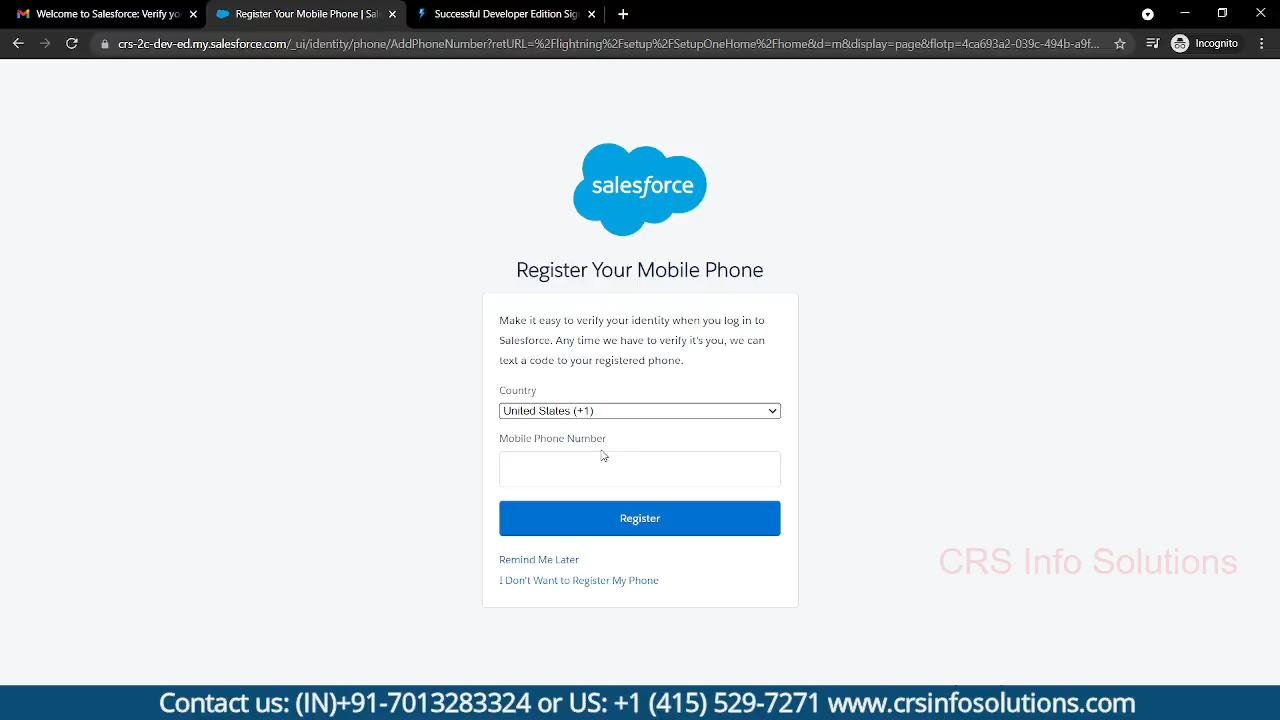 Welcome to Salesforce: Verify yo
Register Your Mobile Phone | Sal
Successful Developer Edition Sig
crs-2c-dev-ed.my.salesforce.com/_ui/identity/phone/AddPhoneNumber?retURL=%2Flightning%2Fsetup%2FSetupOneHome%2Fhome&d=m&display=page&flotp=4ca693a2-039c-494b-a9f...
Incognito
salesforce
Register Your Mobile Phone
Make it easy to verify your identity when you log in to
Salesforce. Any time we have to verify it's you, we can
text a code to your registered phone.
Country
United States (+1)
Mobile Phone Number
Register
Remind Me Later
I Don't Want to Register My Phone
CRS Info Solutions
Contact us: (IN)+91-7013283324 or US: +1 (415) 529-7271 www.crsinfosolutions.com